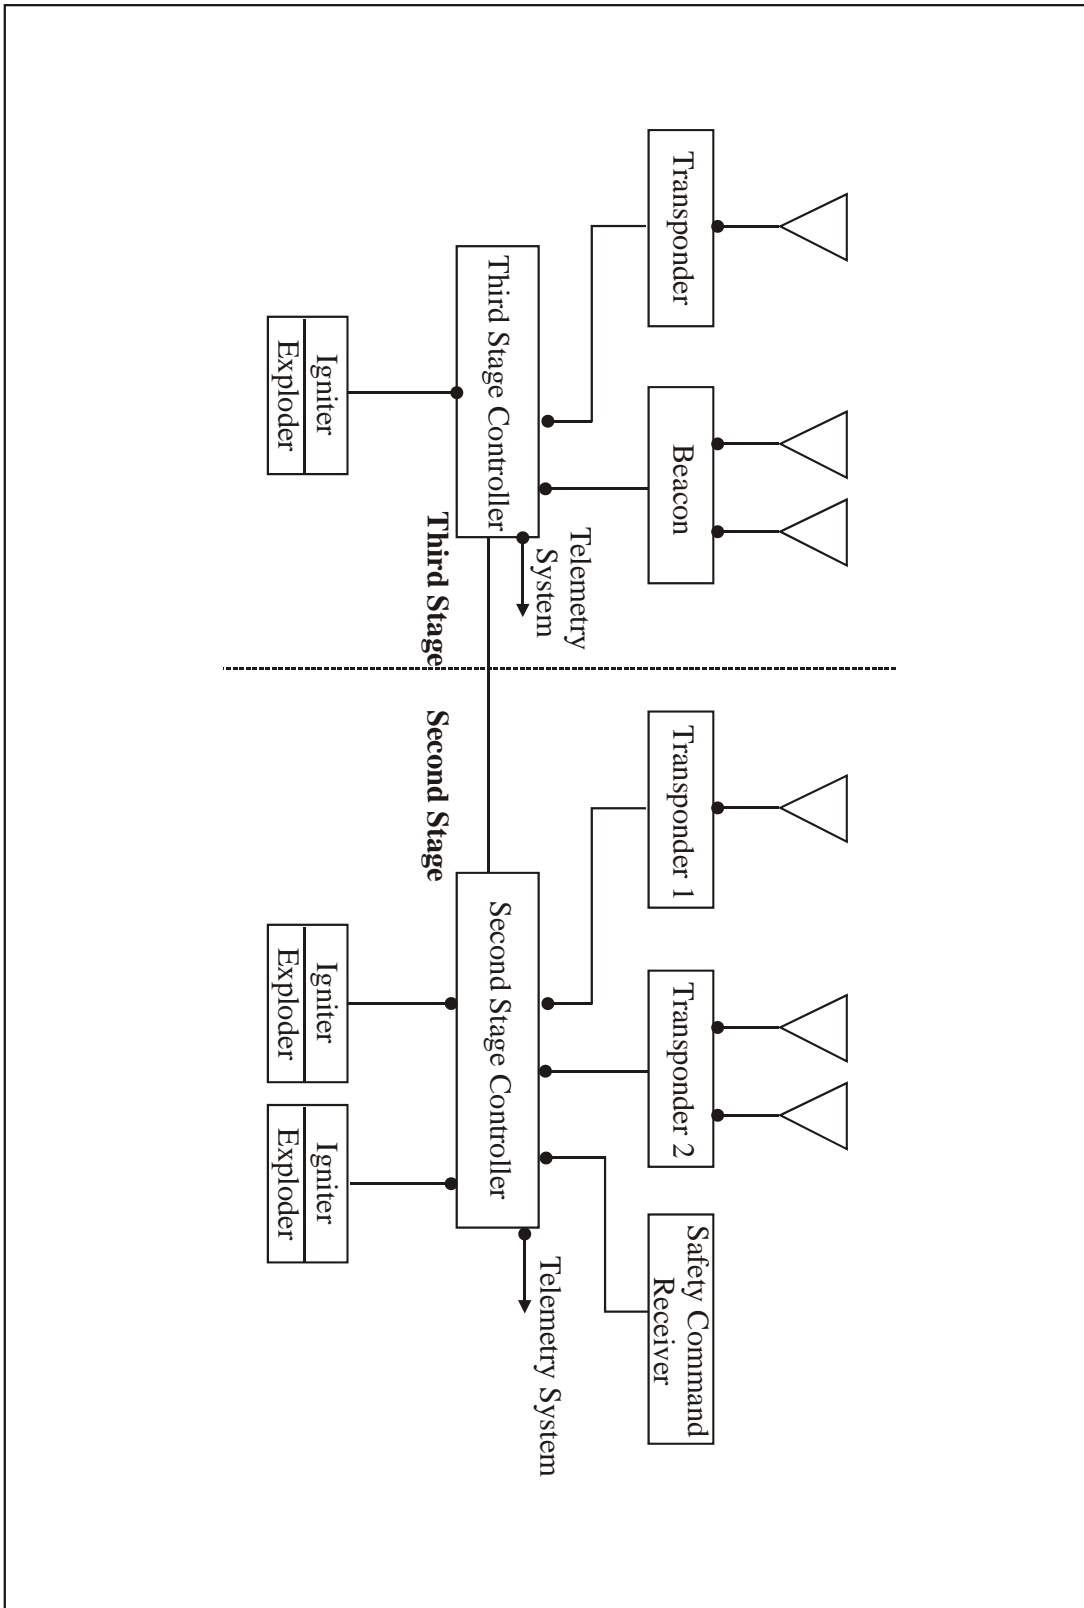 Transponder
Beacon
Transponder 1
Transponder 2
Safety Command
Receiver
Third Stage Controller
Telemetry
System
Second Stage Controller
Telemetry System
Third Stage
Second Stage
Igniter
Exploder
Igniter
Exploder
Igniter
Exploder